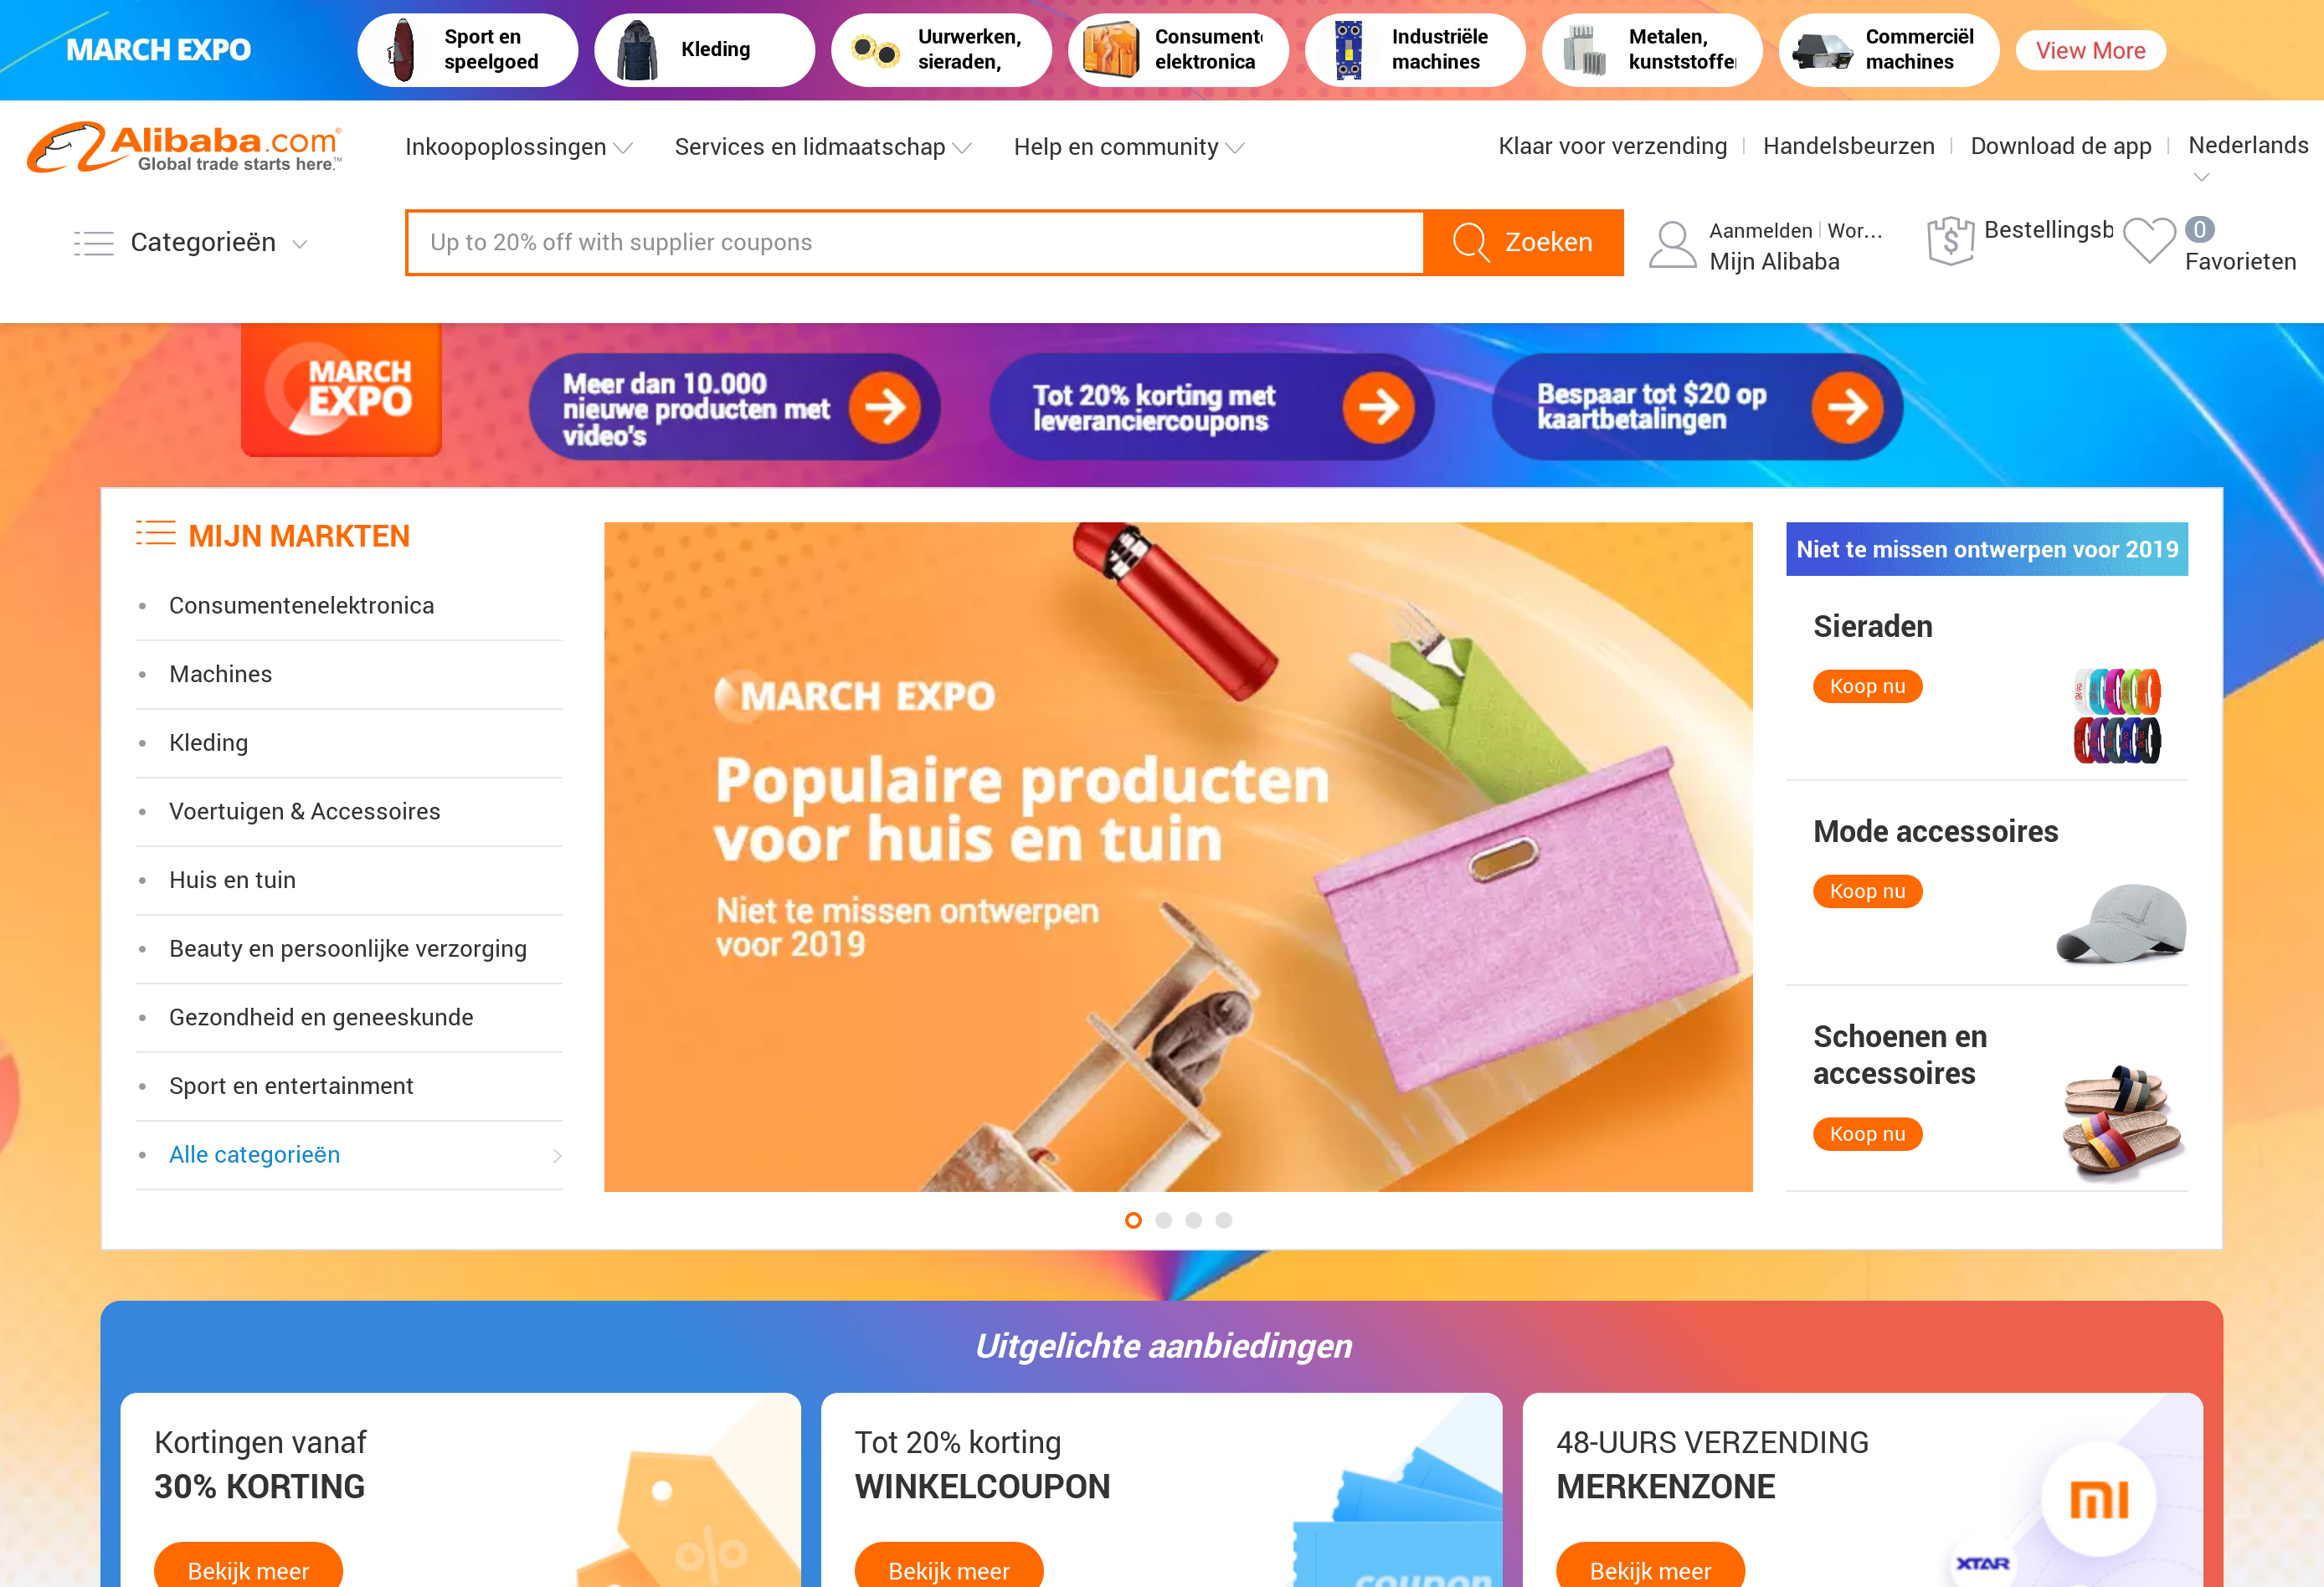 MARCH EXPO
Sport en
speelgoed
Kleding
Uurwerken,
sieraden,
Consument
elektronica
Industriële
machines
Metalen,
kunststoffe
Commerciël
machines
View More
Alibaba.com
Global trade starts here.™
Inkoopoplossingen
Services en lidmaatschap
Help en community
Klaar voor verzending
Handelsbeurzen
Download de app
Nederlands
Categorieën
Up to 20% off with supplier coupons
Zoeken
Aanmelden | Wor...
Mijn Alibaba
Bestellingsb
0
Favorieten
MARCH
EXPO
Meer dan 10.000
nieuwe producten met
video's
Tot 20% korting met
leveranciercoupons
Bespaar tot $20 op
kaartbetalingen
MIJN MARKTEN
Consumentenelektronica
Machines
Kleding
Voertuigen & Accessoires
Huis en tuin
Beauty en persoonlijke verzorging
Gezondheid en geneeskunde
Sport en entertainment
Alle categorieën
MARCH EXPO
Populaire producten
voor huis en tuin
Niet te missen ontwerpen
voor 2019
Niet te missen ontwerpen voor 2019
Sieraden
Koop nu
Mode accessoires
Koop nu
Schoenen en
accessoires
Koop nu
Uitgelichte aanbiedingen
Kortingen vanaf
30% KORTING
Bekijk meer
%
Tot 20% korting
WINKELCOUPON
Bekijk meer
coupon
48-UURS VERZENDING
MERKENZONE
Bekijk meer
MI
XTAR